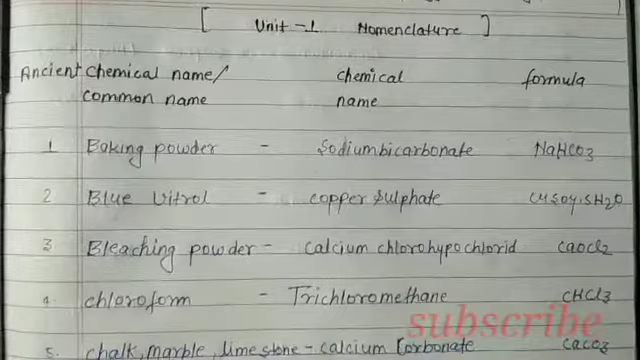 [ Unit -1 Nomenclature ]
Ancient chemical name/ chemical formula
common name name
1 Baking powder - Sodiumbicarbonate NaHCO3
2 Blue Vitrol - copper sulphate CuSO4.5H2O
3 Bleaching powder - calcium chlorohypochlorid CaOCl2
4. chloroform - Trichloromethane CHCl3
subscribe
5. chalk, marble, lime stone - calcium Carbonate CaCO3